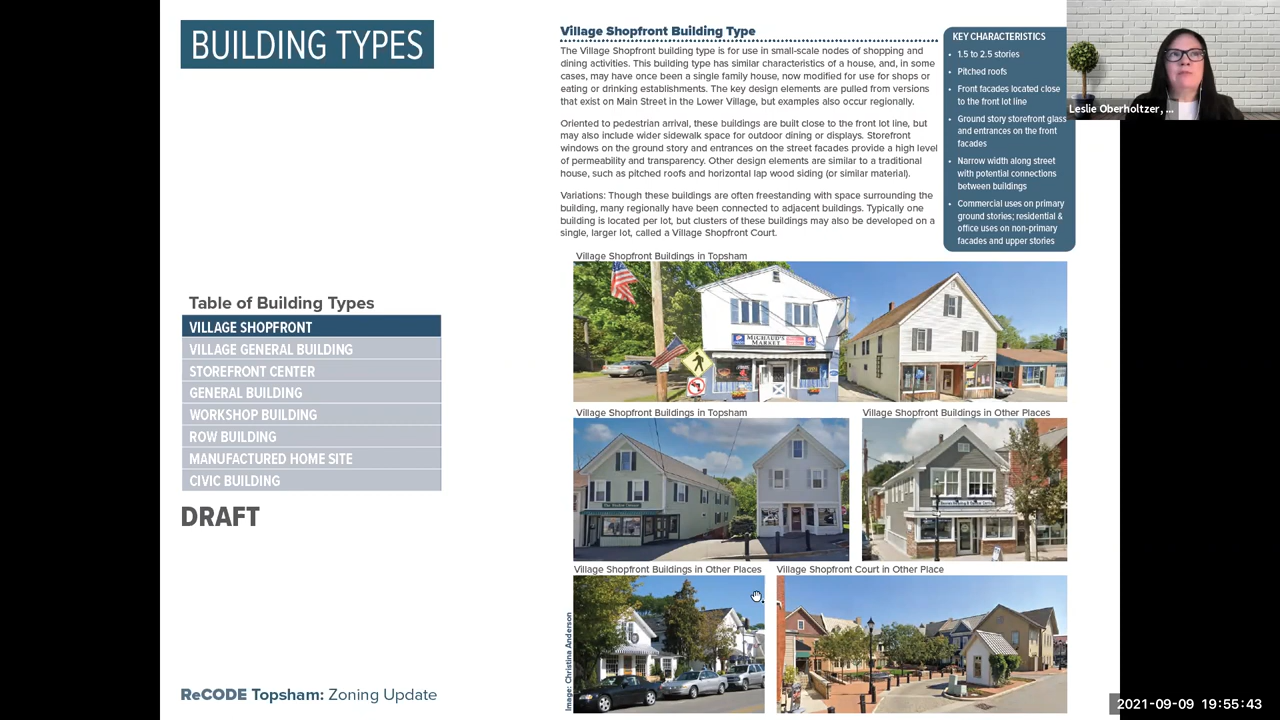 BUILDING TYPES
Village Shopfront Building Type
The Village Shopfront building type is for use in small-scale nodes of shopping and
dining activities. This building type has similar characteristics of a house, and, in some
cases, may have once been a single family house, now modified for use for shops or
eating or drinking establishments. The key design elements are pulled from versions
that exist on Main Street in the Lower Village, but examples also occur regionally.
Oriented to pedestrian arrival, these buildings are built close to the front lot line, but
may also include wider sidewalk space for outdoor dining or displays. Storefront
windows on the ground story and entrances on the street facades provide a high level
of permeability and transparency. Other design elements are similar to a traditional
house, such as pitched roofs and horizontal lap wood siding (or similar material).
Variations: Though these buildings are often freestanding with space surrounding the
building, many regionally have been connected to adjacent buildings. Typically one
building is located per lot, but clusters of these buildings may also be developed on a
single, larger lot, called a Village Shopfront Court.
KEY CHARACTERISTICS
• 1.5 to 2.5 stories
• Pitched roofs
• Front facades located close
to the front lot line
• Ground story storefront glass
and entrances on the front
facades
• Narrow width along street
with potential connections
between buildings
• Commercial uses on primary
ground stories; residential &
office uses on non-primary
facades and upper stories
Leslie Oberholtzer, ...
Village Shopfront Buildings in Topsham
MICHAUD'S
MARKET
Village Shopfront Buildings in Topsham
Village Shopfront Buildings in Other Places
Village Shopfront Buildings in Other Places
Village Shopfront Court in Other Place
Image: Christina Anderson
Table of Building Types
VILLAGE SHOPFRONT
VILLAGE GENERAL BUILDING
STOREFRONT CENTER
GENERAL BUILDING
WORKSHOP BUILDING
ROW BUILDING
MANUFACTURED HOME SITE
CIVIC BUILDING
DRAFT
ReCODE Topsham: Zoning Update
2021-09-09 19:55:43